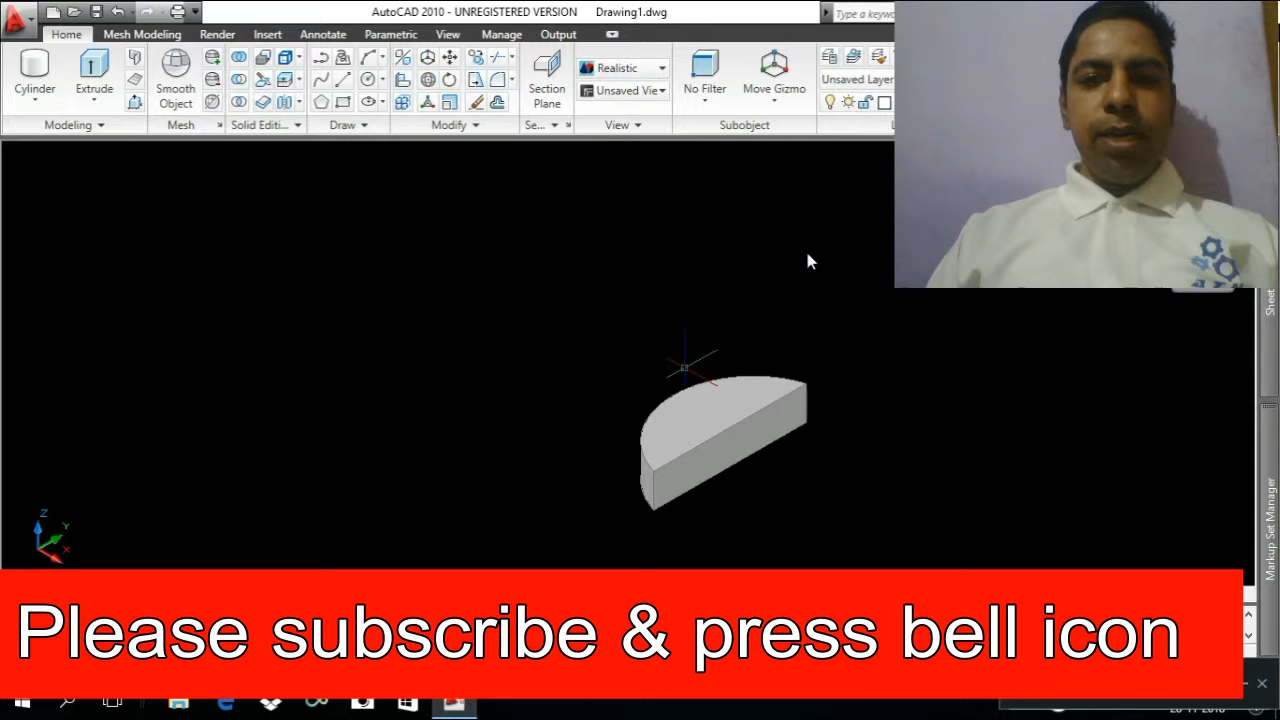 AutoCAD 2010 - UNREGISTERED VERSION Drawing1.dwg
Type a keywo
Home Mesh Modeling Render Insert Annotate Parametric View Manage Output
Cylinder
Extrude
Smooth
Object
Section
Plane
Realistic
Unsaved Vie
No Filter
Move Gizmo
Unsaved Layer
Modeling
Mesh
Solid Editi...
Draw
Modify
Se...
View
Subobject
Sheet
Markup Set Manager
Z
Y
X
Please subscribe & press bell icon